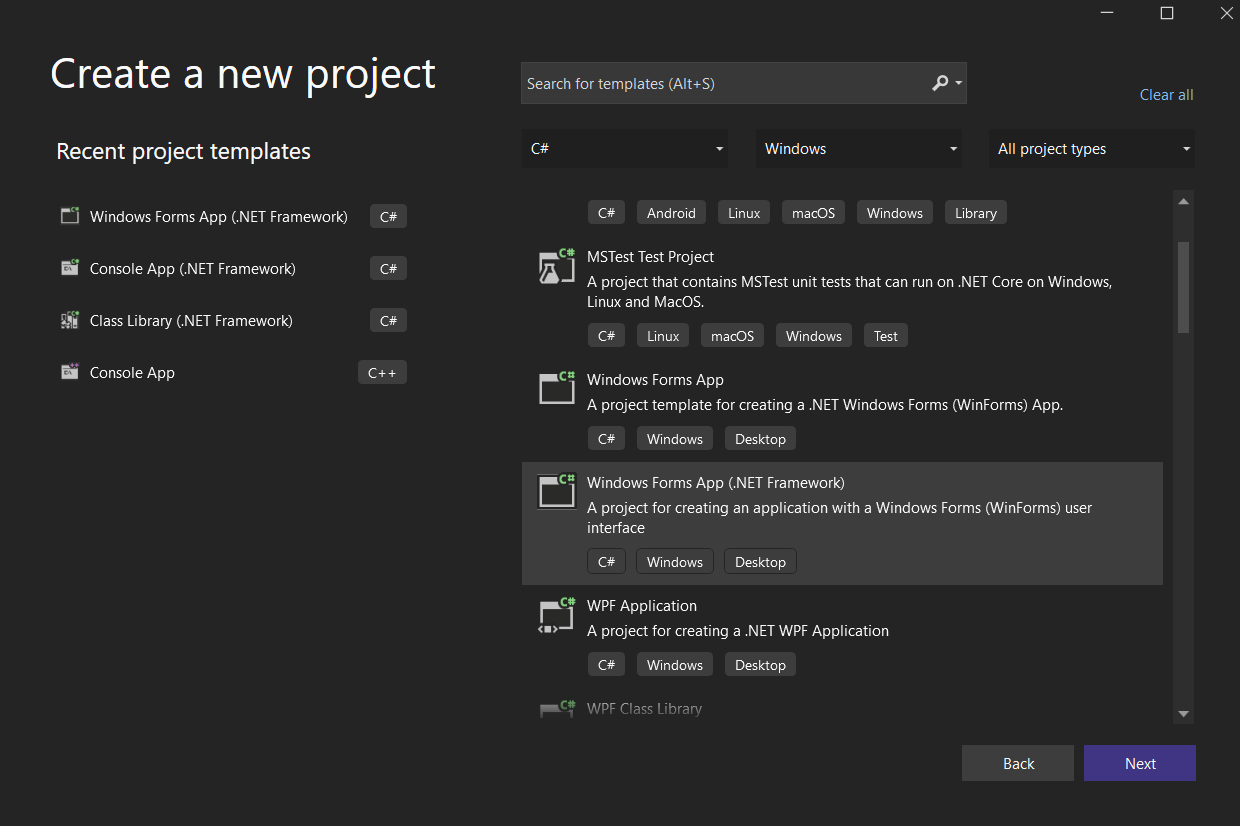 Create a new project
Search for templates (Alt+S)
Clear all
Recent project templates
C#
Windows
All project types
Windows Forms App (.NET Framework) C#
Console App (.NET Framework) C#
Class Library (.NET Framework) C#
Console App C++
C# Android Linux macOS Windows Library
MSTest Test Project
A project that contains MSTest unit tests that can run on .NET Core on Windows,
Linux and MacOS.
C# Linux macOS Windows Test
Windows Forms App
A project template for creating a .NET Windows Forms (WinForms) App.
C# Windows Desktop
Windows Forms App (.NET Framework)
A project for creating an application with a Windows Forms (WinForms) user
interface
C# Windows Desktop
WPF Application
A project for creating a .NET WPF Application
C# Windows Desktop
WPF Class Library
Back
Next